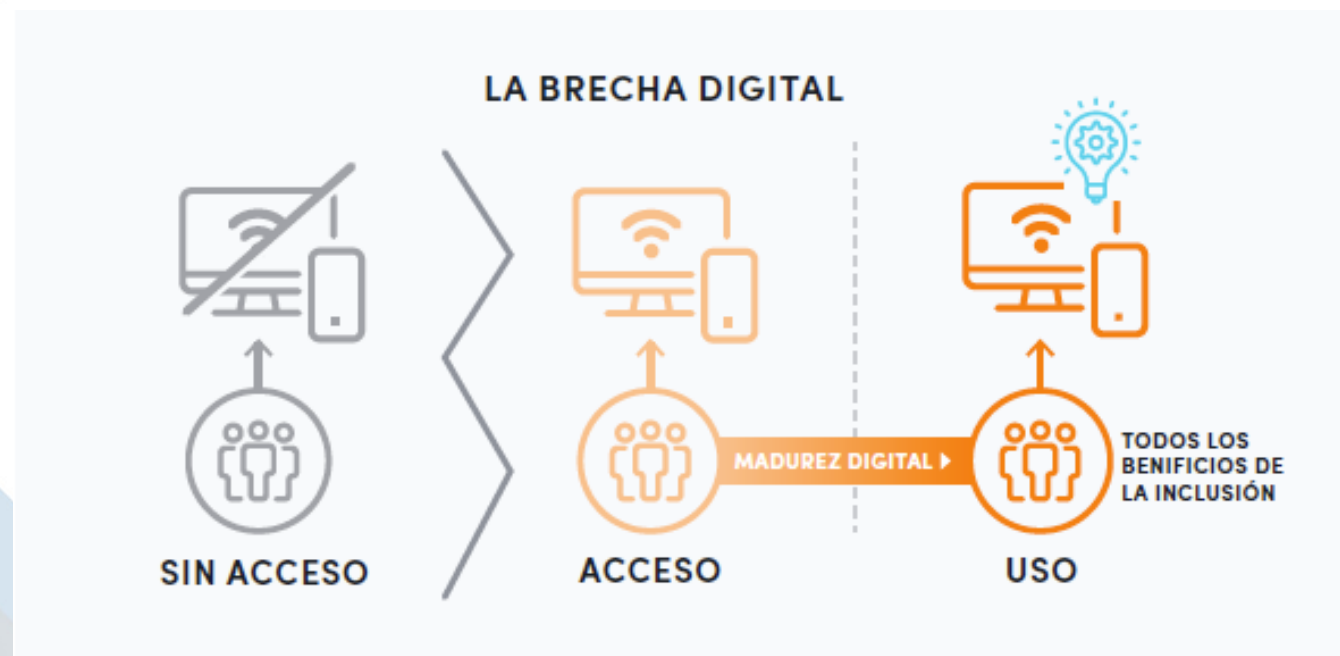 LA BRECHA DIGITAL
MADUREZ DIGITAL
TODOS LOS
BENIFICIOS DE
LA INCLUSIÓN
SIN ACCESO
ACCESO
USO